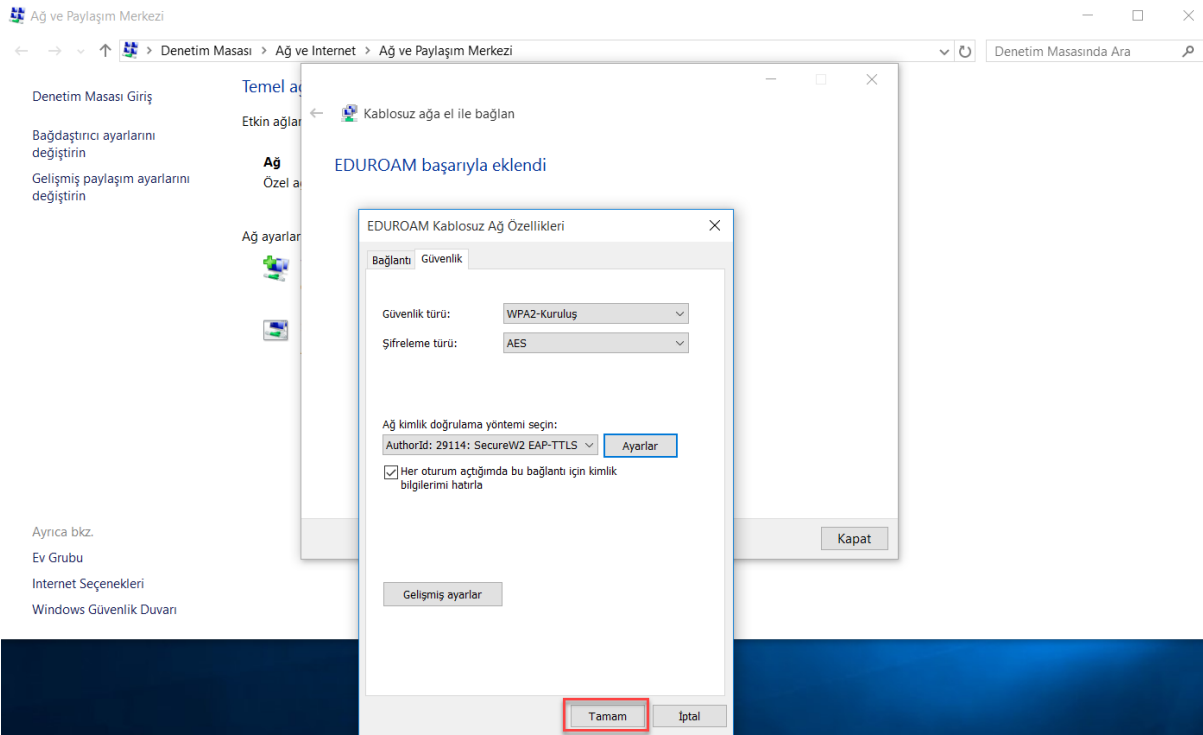 Ağ ve Paylaşım Merkezi
Denetim Masası > Ağ ve Internet > Ağ ve Paylaşım Merkezi
Denetim Masasında Ara
Denetim Masası Giriş
Bağdaştırıcı ayarlarını
değiştirin
Gelişmiş paylaşım ayarlarını
değiştirin
Temel ağ
Etkin ağlar
Ağ
Özel a
Ağ ayarlar
Kablosuz ağa el ile bağlan
EDUROAM başarıyla eklendi
EDUROAM Kablosuz Ağ Özellikleri
Bağlantı Güvenlik
Güvenlik türü: WPA2-Kuruluş
Şifreleme türü: AES
Ağ kimlik doğrulama yöntemi seçin:
AuthorId: 29114: SecureW2 EAP-TTLS Ayarlar
Her oturum açtığımda bu bağlantı için kimlik
bilgilerimi hatırla
Gelişmiş ayarlar
Tamam İptal
Kapat
Ayrıca bkz.
Ev Grubu
Internet Seçenekleri
Windows Güvenlik Duvarı